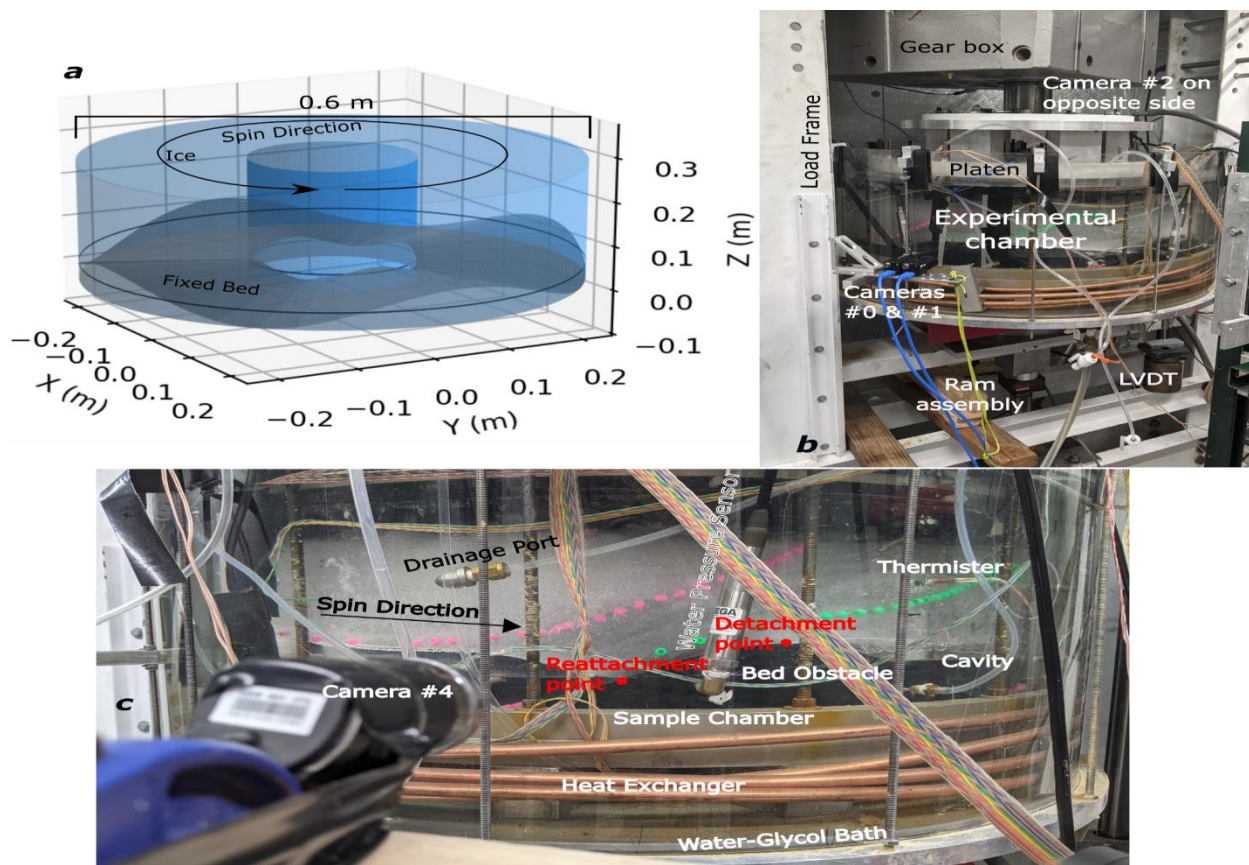 a
0.6 m
Spin Direction
Ice
Fixed Bed
0.3
0.2
0.1
0.0
−0.1
Z (m)
−0.2
−0.1
0.0
0.1
0.2
X (m)
−0.2
−0.1
0.0
0.1
0.2
Y (m)
Gear box
Camera #2 on
opposite side
Load Frame
Platen
Experimental
chamber
Cameras
#0 & #1
Ram
assembly
LVDT
b
Drainage Port
Water Pressure Sensor
Thermister
Spin Direction
Detachment
point
Reattachment
point
Bed Obstacle
Cavity
Camera #4
c
Sample Chamber
Heat Exchanger
Water-Glycol Bath